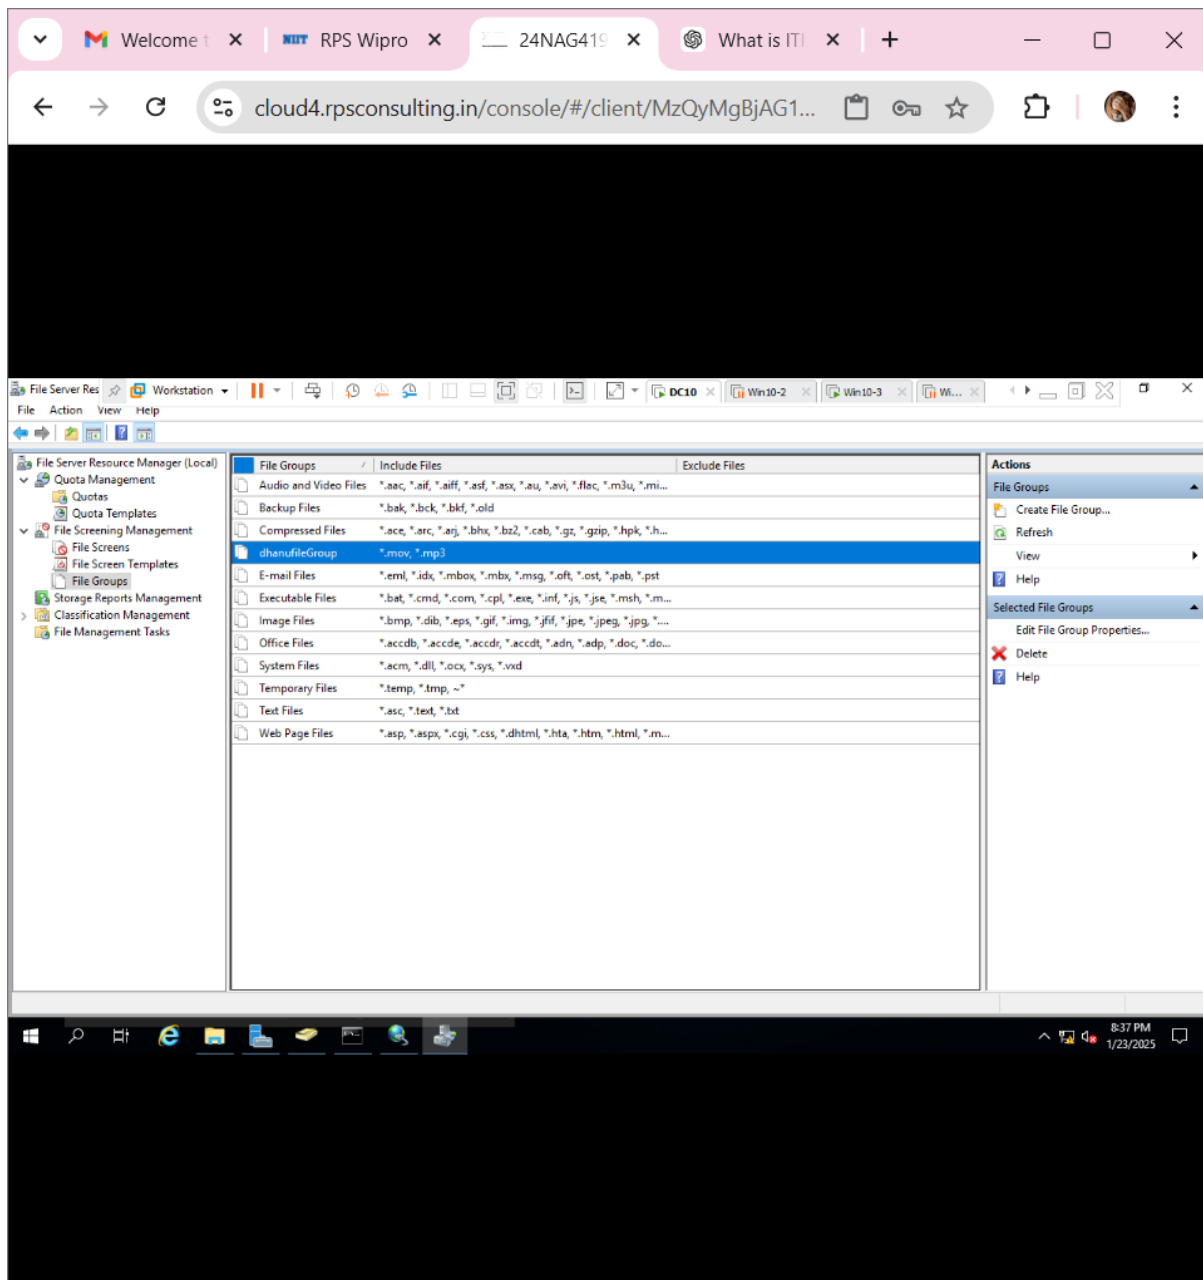 Welcome t
RPS Wipro
24NAG419
What is ITI
cloud4.rpsconsulting.in/console/#/client/MzQyMgBjAG1...
File Server Res
Workstation
DC10
Win10-2
Win10-3
Wi...
File Action View Help
File Server Resource Manager (Local)
Quota Management
Quotas
Quota Templates
File Screening Management
File Screens
File Screen Templates
File Groups
Storage Reports Management
Classification Management
File Management Tasks
File Groups Include Files Exclude Files
Audio and Video Files *.aac, *.aif, *.aiff, *.asf, *.asx, *.au, *.avi, *.flac, *.m3u, *.mi...
Backup Files *.bak, *.bck, *.bkf, *.old
Compressed Files *.ace, *.arc, *.arj, *.bhx, *.bz2, *.cab, *.gz, *.gzip, *.hpk, *.h...
dhanufileGroup *.mov, *.mp3
E-mail Files *.eml, *.idx, *.mbox, *.mbx, *.msg, *.oft, *.ost, *.pab, *.pst
Executable Files *.bat, *.cmd, *.com, *.cpl, *.exe, *.inf, *.js, *.jse, *.msh, *.m...
Image Files *.bmp, *.dib, *.eps, *.gif, *.img, *.jfif, *.jpe, *.jpeg, *.jpg, *....
Office Files *.accdb, *.accde, *.accdr, *.accdt, *.adn, *.adp, *.doc, *.do...
System Files *.acm, *.dll, *.ocx, *.sys, *.vxd
Temporary Files *.temp, *.tmp, ~*
Text Files *.asc, *.text, *.txt
Web Page Files *.asp, *.aspx, *.cgi, *.css, *.dhtml, *.hta, *.htm, *.html, *.m...
Actions
File Groups
Create File Group...
Refresh
View
Help
Selected File Groups
Edit File Group Properties...
Delete
Help
8:37 PM
1/23/2025